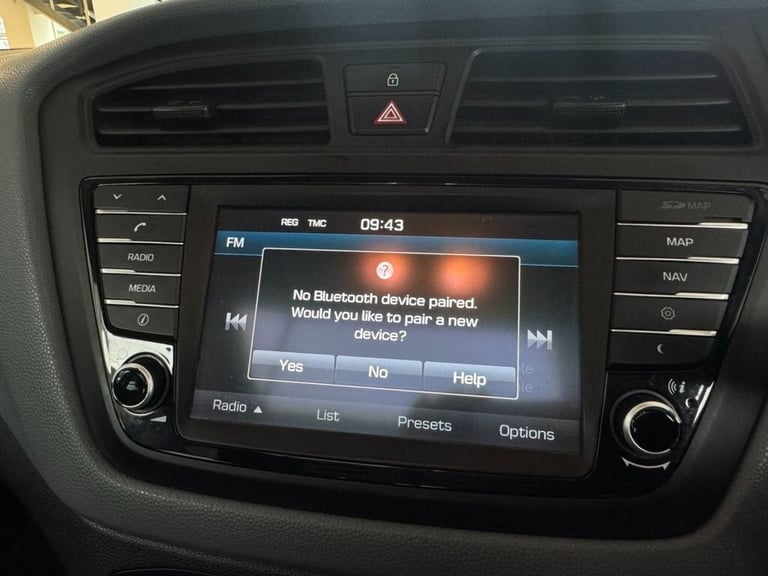 REG TMC 09:43
FM
?
No Bluetooth device paired.
Would you like to pair a new
device?
Yes No Help
Radio List Presets Options
RADIO
MEDIA
SD MAP
MAP
NAV